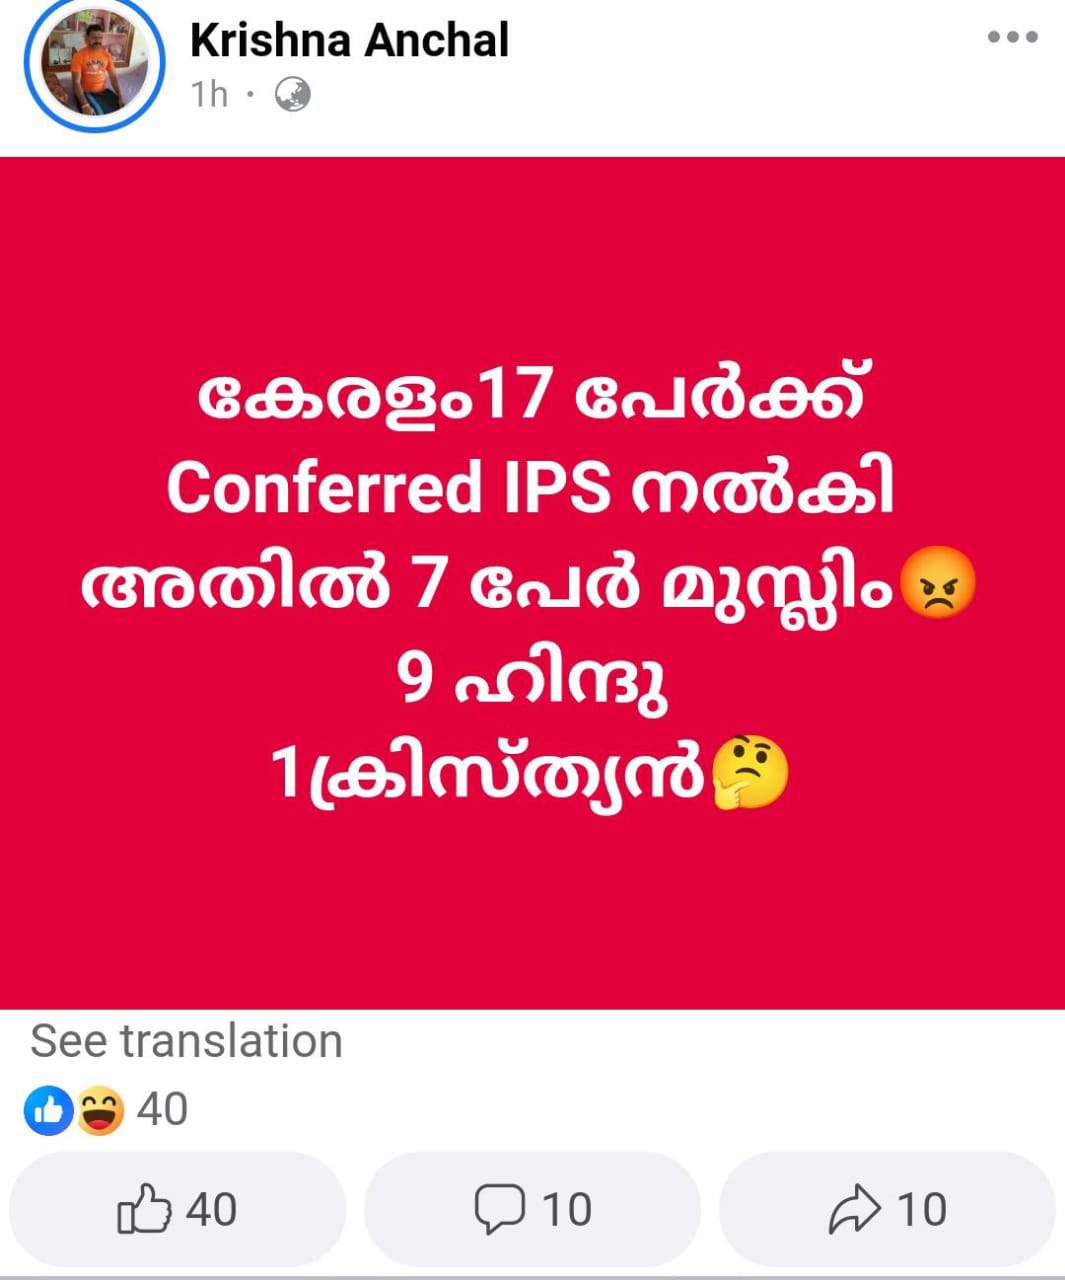 Krishna Anchal
1h ·
കേരളം17 പേർക്ക്
Conferred IPS നൽകി
അതിൽ 7 പേർ മുസ്ലിം😡
9 ഹിന്ദു
1ക്രിസ്ത്യൻ🤔
See translation
40
40 10 10